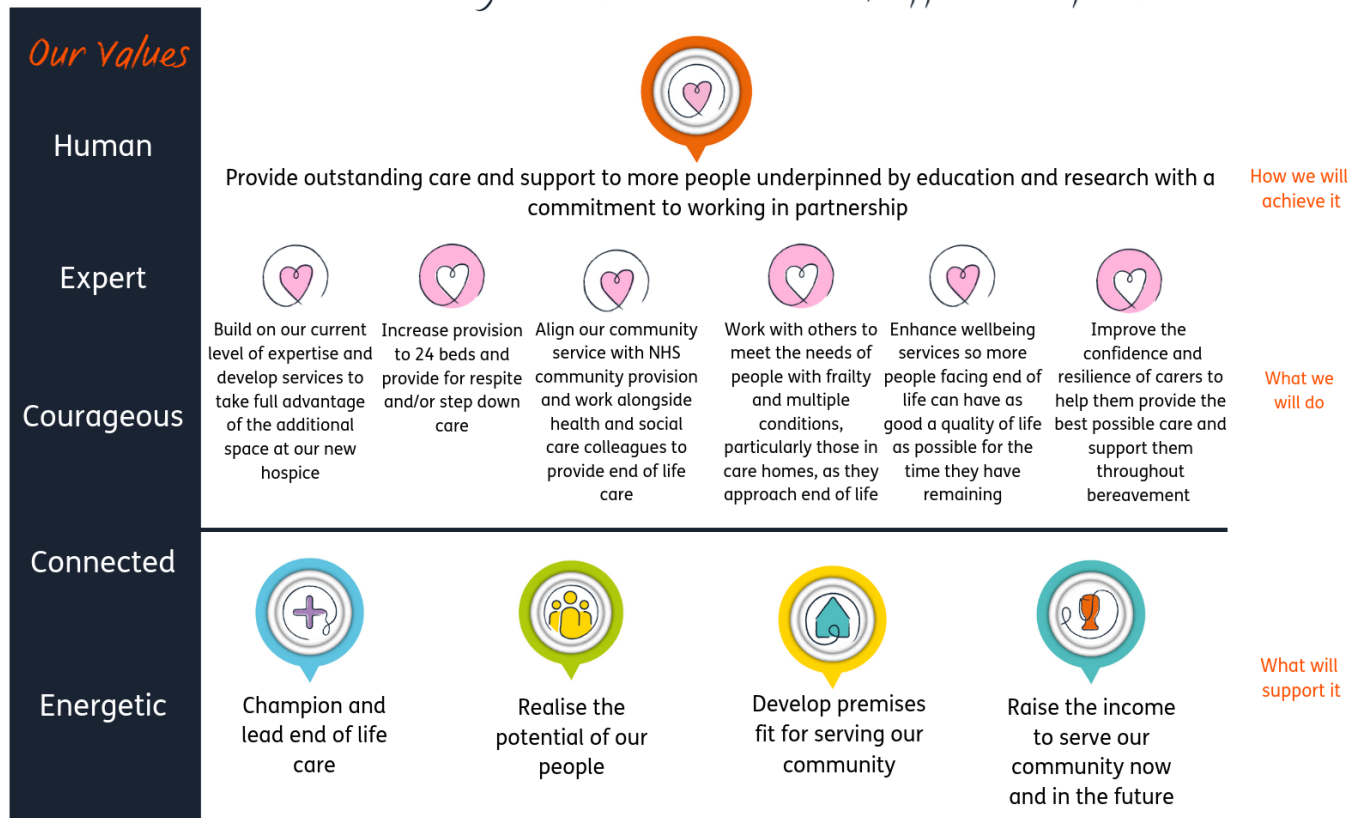 Our Values
Human
Expert
Courageous
Connected
Energetic
Provide outstanding care and support to more people underpinned by education and research with a
commitment to working in partnership
How we will
achieve it
Build on our current
level of expertise and
develop services to
take full advantage
of the additional
space at our new
hospice
Increase provision
to 24 beds and
provide for respite
and/or step down
care
Align our community
service with NHS
community provision
and work alongside
health and social
care colleagues to
provide end of life
care
Work with others to
meet the needs of
people with frailty
and multiple
conditions,
particularly those in
care homes, as they
approach end of life
Enhance wellbeing
services so more
people facing end of
life can have as
good a quality of life
as possible for the
time they have
remaining
Improve the
confidence and
resilience of carers to
help them provide the
best possible care and
support them
throughout
bereavement
What we
will do
Champion and
lead end of life
care
Realise the
potential of our
people
Develop premises
fit for serving our
community
Raise the income
to serve our
community now
and in the future
What will
support it